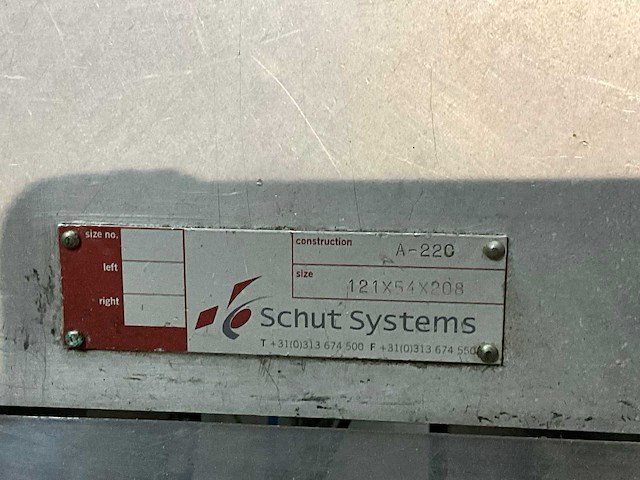 size no.
left
right
construction A-220
size 121X54X208
Schut Systems
T +31(0)313 674 500 F +31(0)313 674 550